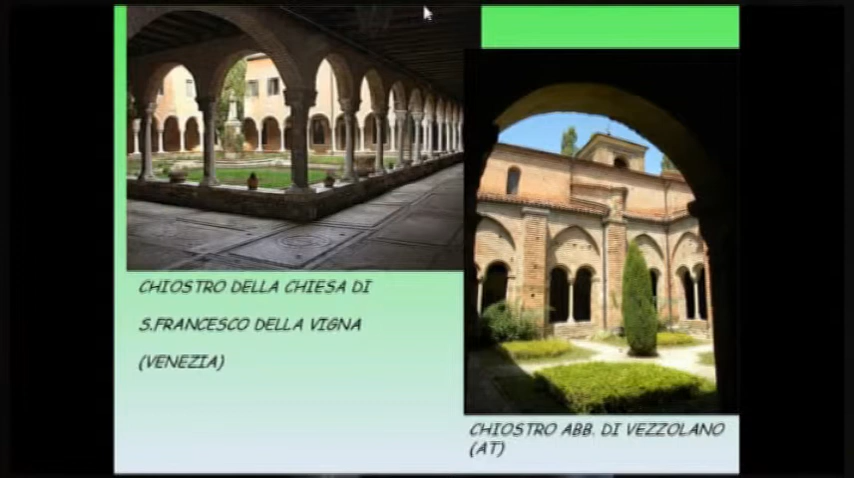 CHIOSTRO DELLA CHIESA DI
S.FRANCESCO DELLA VIGNA
(VENEZIA)
CHIOSTRO ABB. DI VEZZOLANO
(AT)